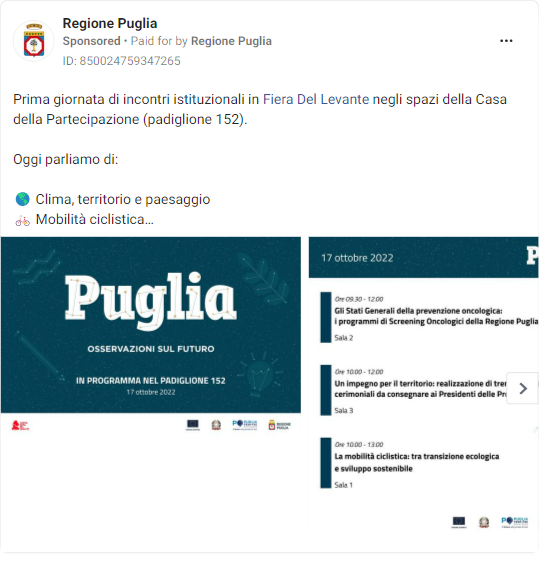 Regione Puglia
Sponsored • Paid for by Regione Puglia
ID: 850024759347265
Prima giornata di incontri istituzionali in Fiera Del Levante negli spazi della Casa
della Partecipazione (padiglione 152).
Oggi parliamo di:
Clima, territorio e paesaggio
Mobilità ciclistica...
Puglia
OSSERVAZIONI SUL FUTURO
IN PROGRAMMA NEL PADIGLIONE 152
17 ottobre 2022
REGIONE
PUGLIA
17 ottobre 2022
P
Ore 09.30 - 12:00
Gli Stati Generali della prevenzione oncologica:
i programmi di Screening Oncologici della Regione Puglia
Sala 2
Ore 10.00 - 12:00
Un impegno per il territorio: realizzazione di
cerimoniali da consegnare ai Presidenti delle
Sala 3
Ore 10.00 - 13.00
La mobilità ciclistica: tra transizione ecologica
e sviluppo sostenibile
Sala 1